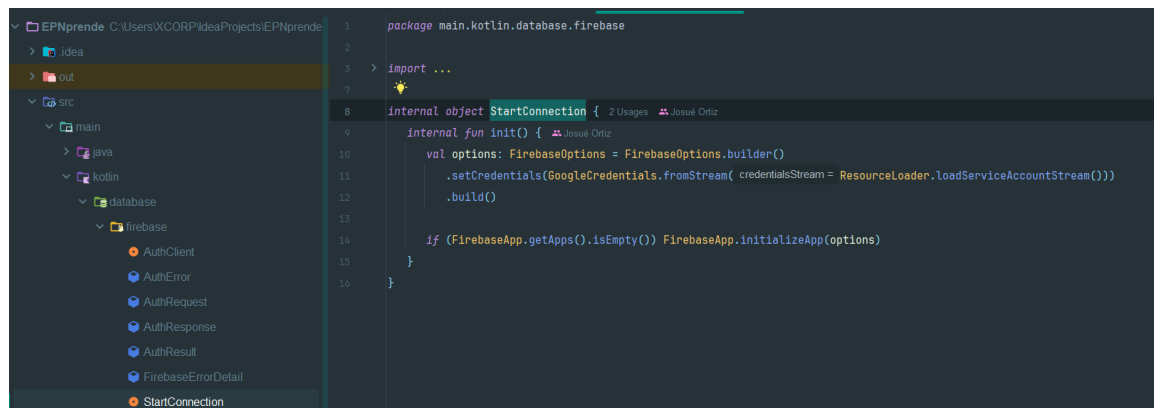 EPNprende C:\Users\XCORP\IdeaProjects\EPNprende
.idea
out
src
main
java
kotlin
database
firebase
AuthClient
AuthError
AuthRequest
AuthResponse
AuthResult
FirebaseErrorDetail
StartConnection
1 package main.kotlin.database.firebase
2
3 import ...
7
8 internal object StartConnection { 2 Usages Josué Ortiz
9 internal fun init() { Josué Ortiz
10 val options: FirebaseOptions = FirebaseOptions.builder()
11 .setCredentials(GoogleCredentials.fromStream( credentialsStream = ResourceLoader.loadServiceAccountStream()))
12 .build()
13
14 if (FirebaseApp.getApps().isEmpty()) FirebaseApp.initializeApp(options)
15 }
16 }